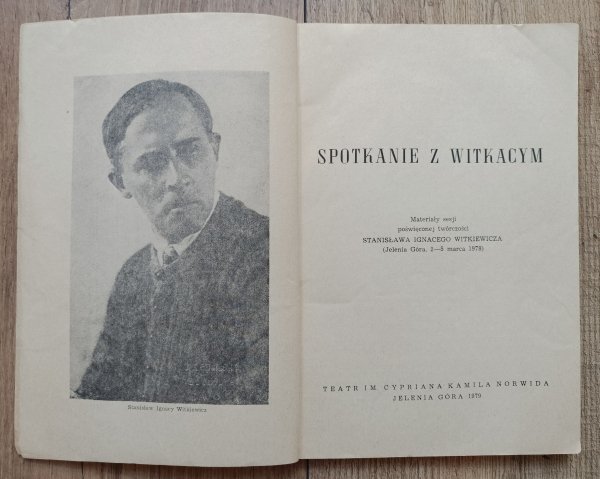 Stanisław Ignacy Witkiewicz
SPOTKANIE Z WITKACYM
Materiały sesji
poświęconej twórczości
STANISŁAWA IGNACEGO WITKIEWICZA
(Jelenia Góra, 2—5 marca 1978)
TEATR IM. CYPRIANA KAMILA NORWIDA
JELENIA GÓRA 1979